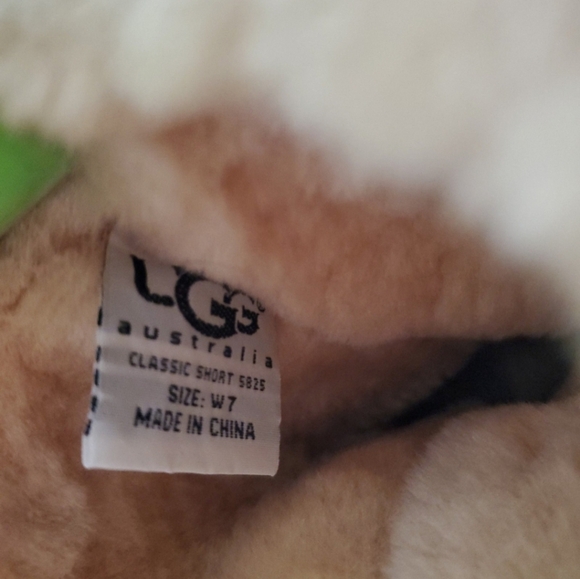 UGG
australia
CLASSIC SHORT 5825
SIZE: W7
MADE IN CHINA